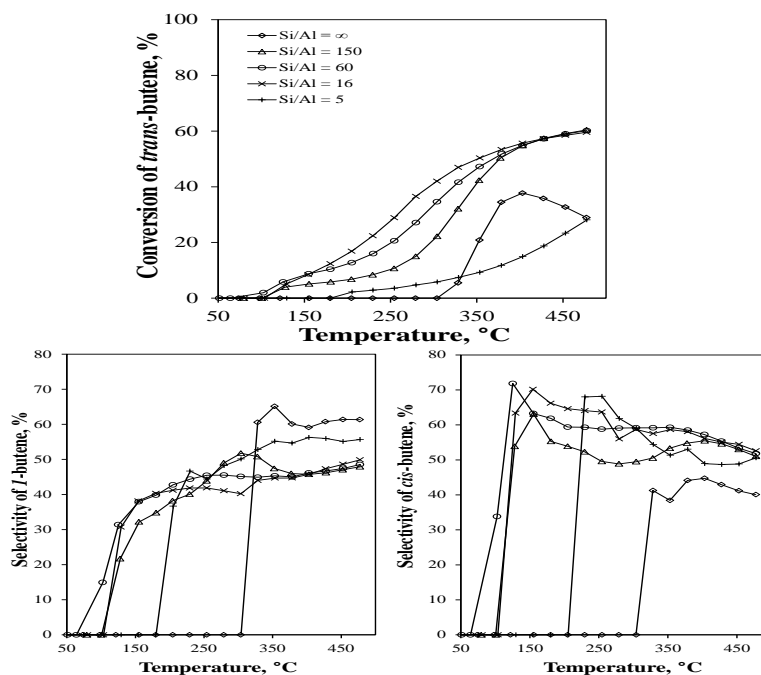 100
80
60
40
20
0
Conversion of trans-butene, %
Si/Al = ∞
Si/Al = 150
Si/Al = 60
Si/Al = 16
Si/Al = 5
50 150 250 350 450
Temperature, °C
80
70
60
50
40
30
20
10
0
Selectivity of 1-butene, %
50 150 250 350 450
Temperature, °C
80
70
60
50
40
30
20
10
0
Selectivity of cis-butene, %
50 150 250 350 450
Temperature, °C